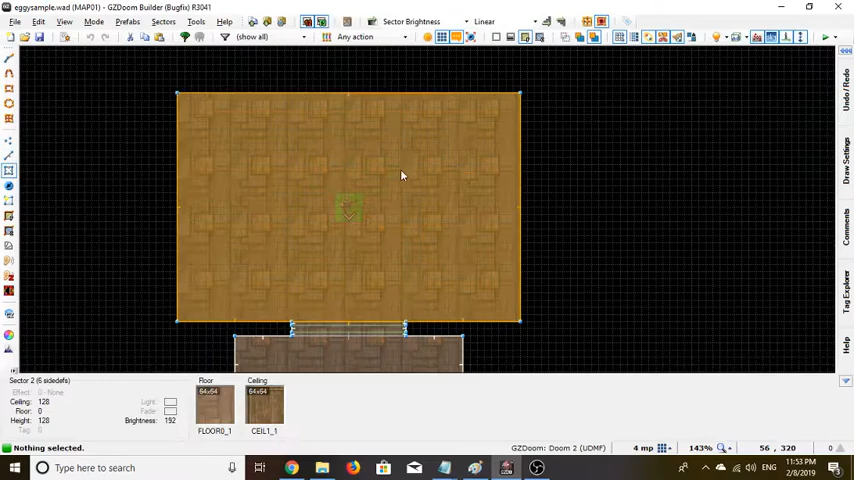 eggysample.wad (MAP01) - GZDoom Builder (Bugfix) R3041
File Edit View Mode Prefabs Sectors Tools Help
Sector Brightness Linear
(show all) Any action
Undo / Redo
Draw Settings
Comments
Tag Explorer
Help
Sector 2 (6 sidedefs)
Effect: 0 - None
Ceiling: 128
Floor: 0
Height: 128
Tag: 0
Light:
Fade:
Brightness: 192
Floor
64x64
FLOOR0_1
Ceiling
64x64
CEIL1_1
Nothing selected.
GZDoom: Doom 2 (UDMF) 4 mp 143% 56 , 320 0
Type here to search
ENG
11:53 PM
2/8/2019
3